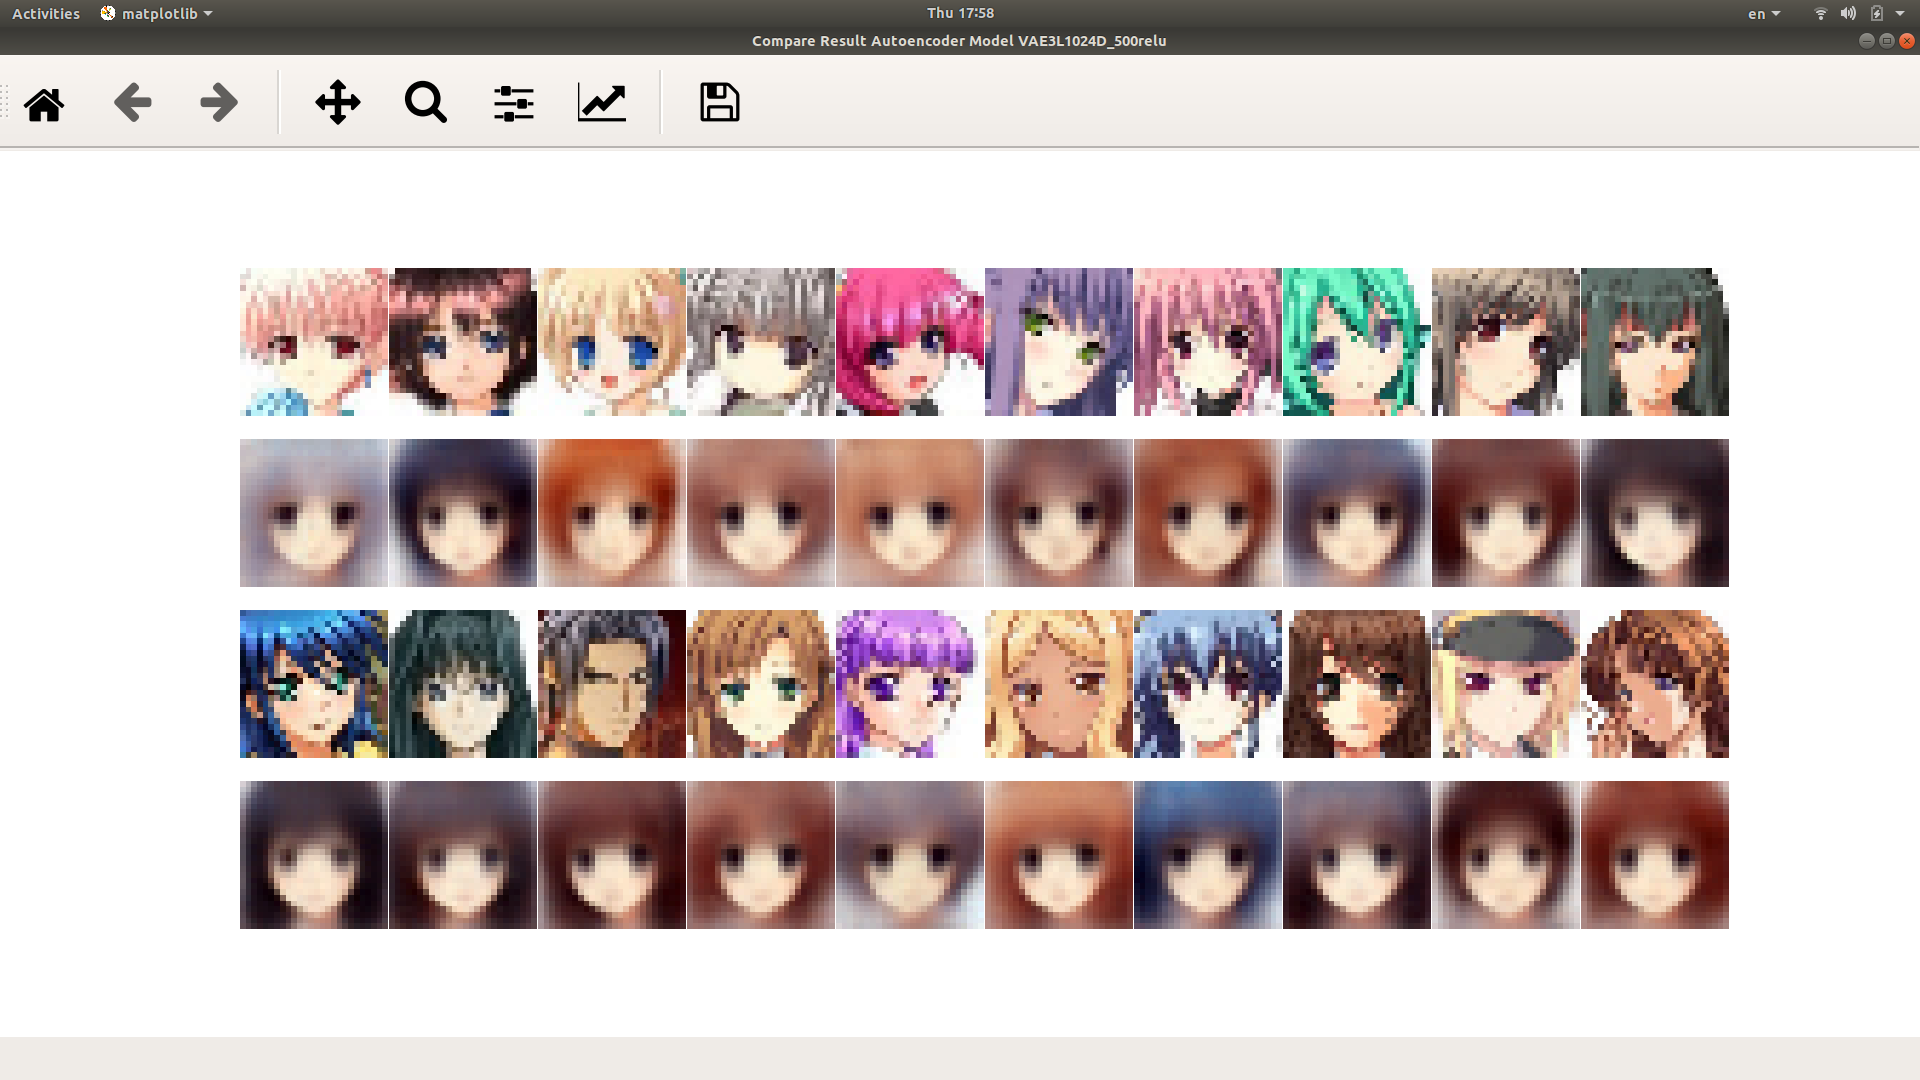 Activities matplotlib Thu 17:58 en
Compare Result Autoencoder Model VAE3L1024D_500relu